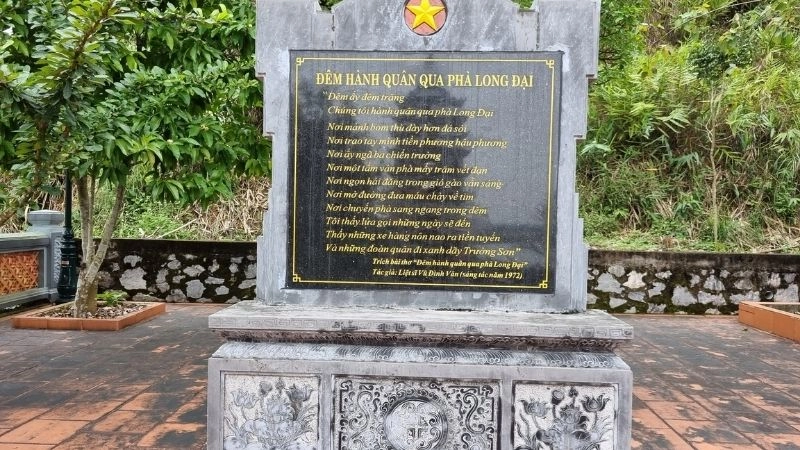 ĐÊM HÀNH QUÂN QUA PHÀ LONG ĐẠI
"Đêm ấy đêm trăng
Chúng tôi hành quân qua phà Long Đại
Nơi mảnh bom thù dày hơn đá sỏi
Nơi trao tay mình tiền phương hậu phương
Nơi ấy ngã ba chiến trường
Nơi một tấm ván phà mấy trăm vết đạn
Nơi ngọn hải đăng trong gió gào vẫn sáng
Nơi mở đường đưa máu chảy về tim
Nơi chuyến phà sang ngang trong đêm
Tôi thấy lửa gọi những ngày sẽ đến
Thấy những xe hàng nôn nao ra tiền tuyến
Và những đoàn quân đi xanh dãy Trường Sơn"
Trích bài thơ "Đêm hành quân qua phà Long Đại"
Tác giả: Liệt sĩ Vũ Đình Văn (sáng tác năm 1972)